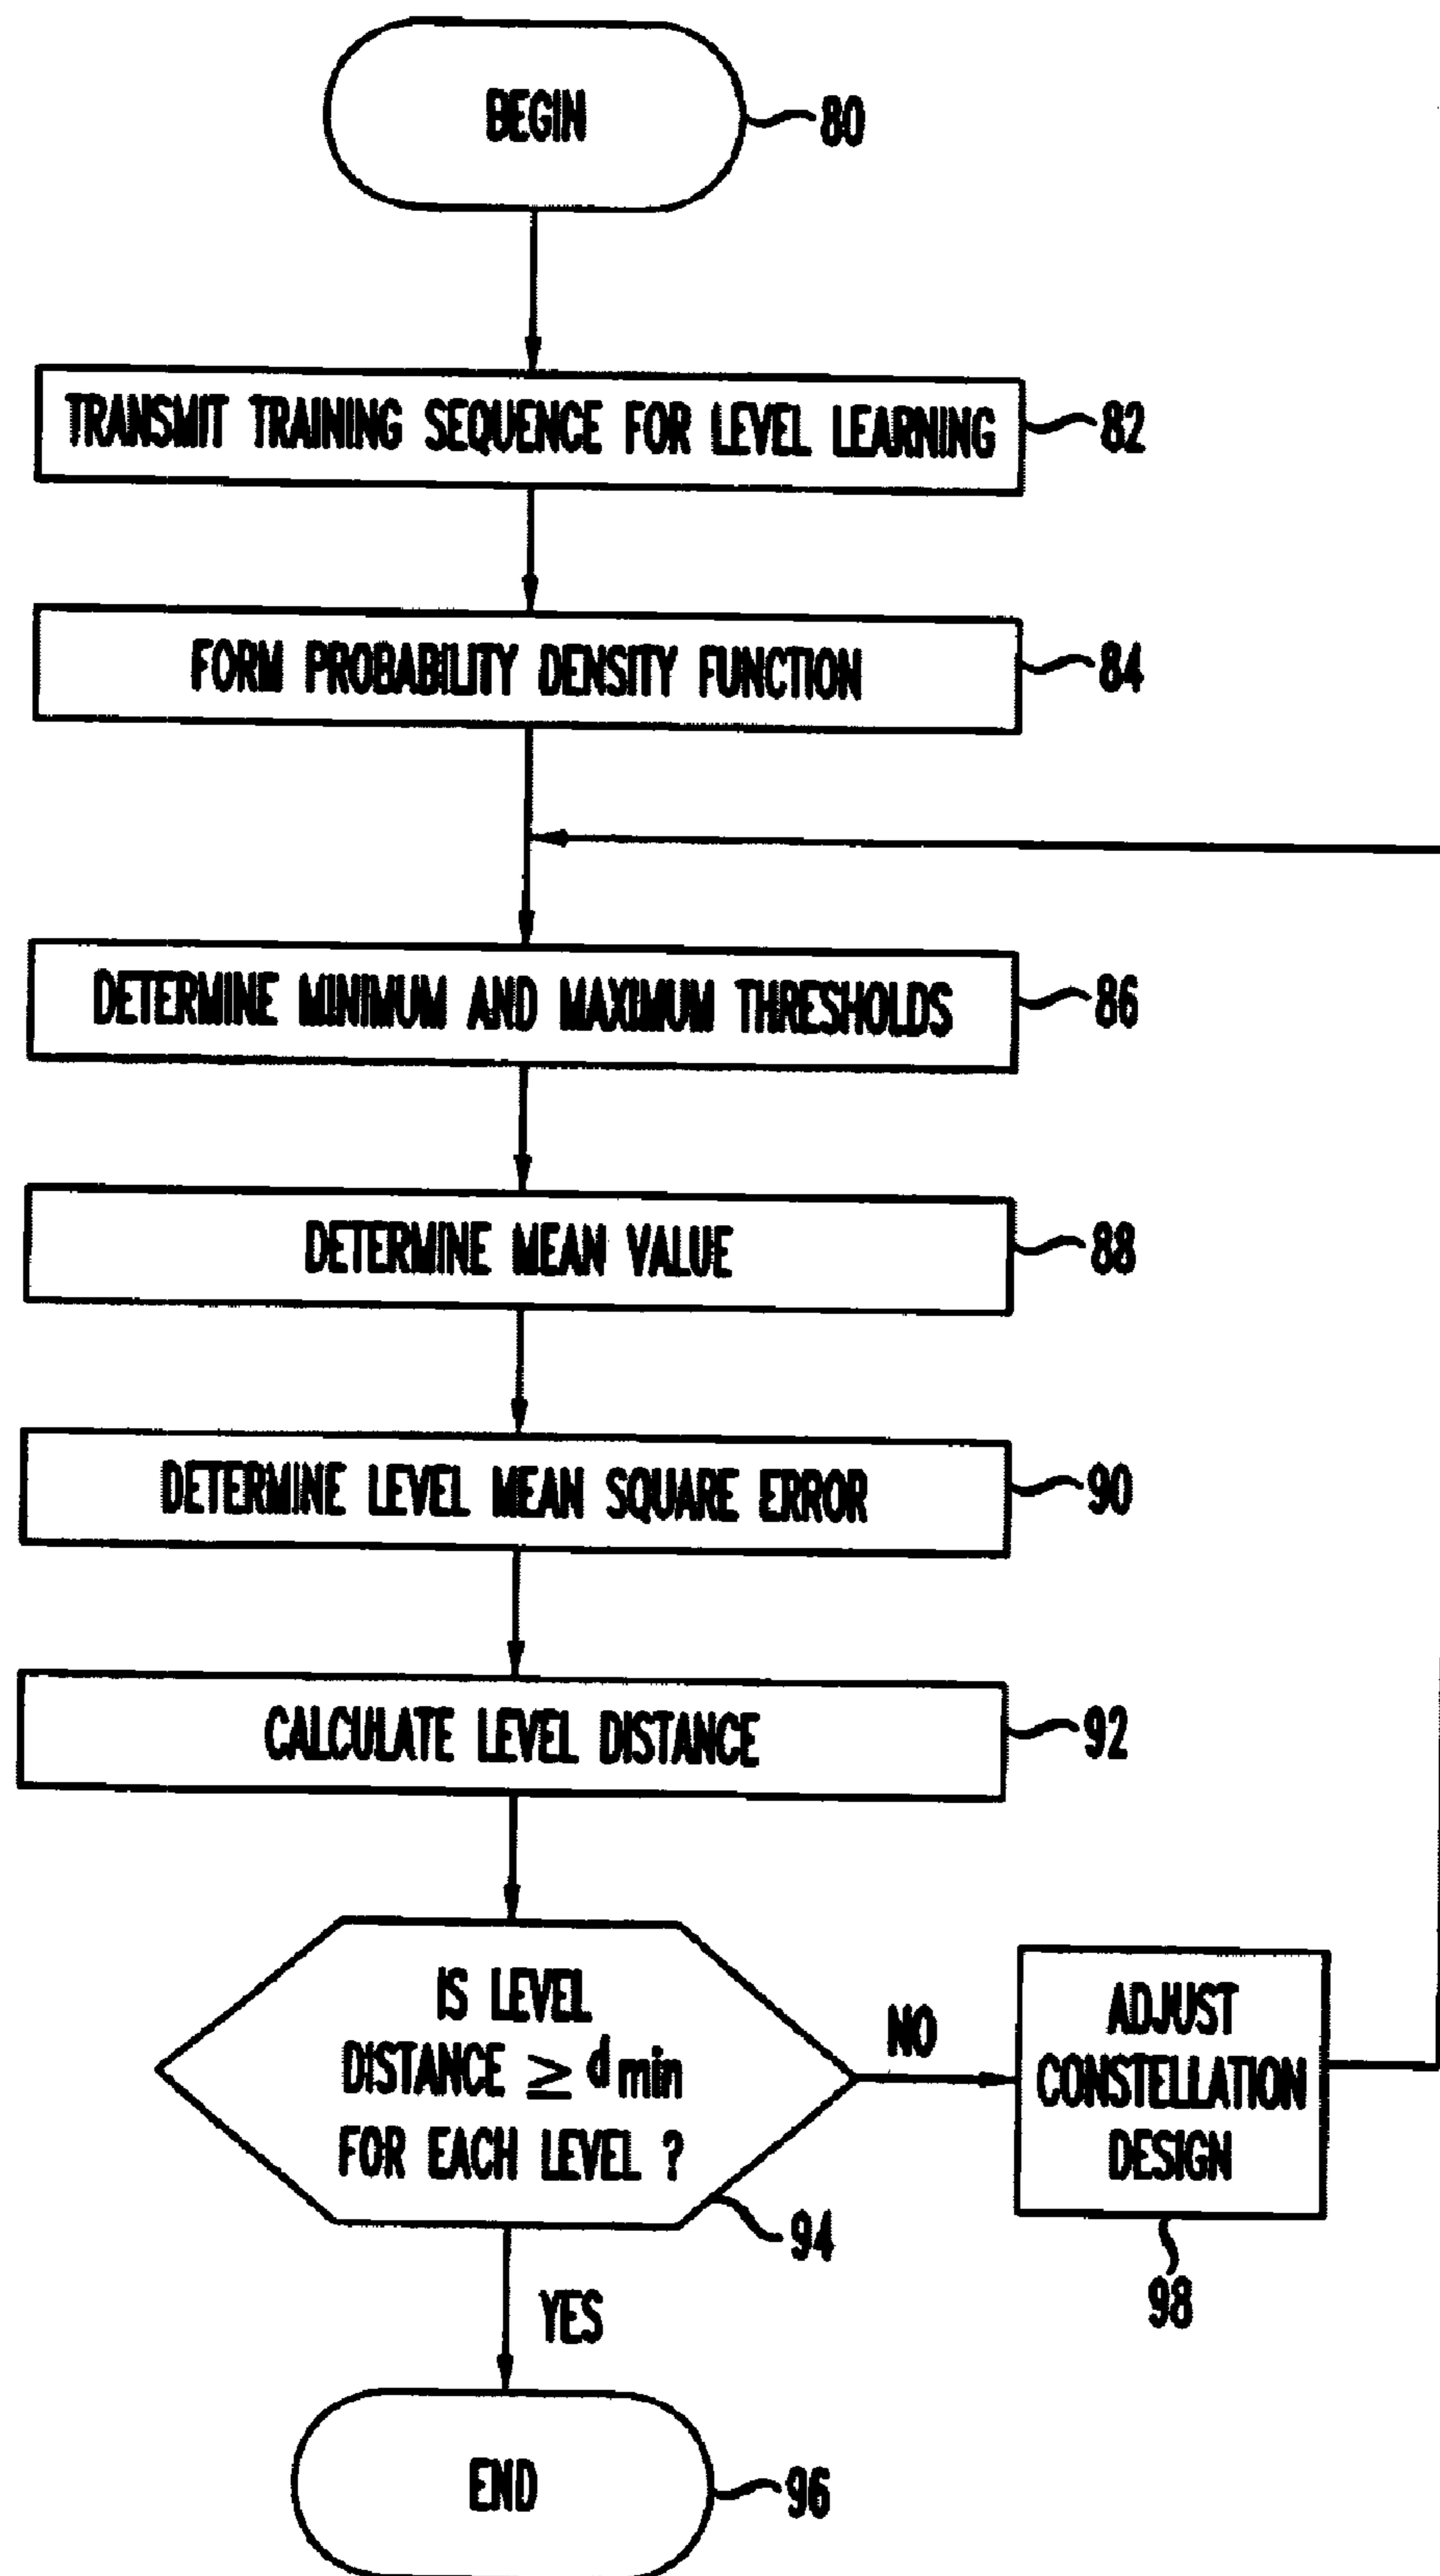 BEGIN
80
TRANSMIT TRAINING SEQUENCE FOR LEVEL LEARNING
82
FORM PROBABILITY DENSITY FUNCTION
84
DETERMINE MINIMUM AND MAXIMUM THRESHOLDS
86
DETERMINE MEAN VALUE
88
DETERMINE LEVEL MEAN SQUARE ERROR
90
CALCULATE LEVEL DISTANCE
92
IS LEVEL
DISTANCE ≥ dmin
FOR EACH LEVEL ?
94
NO
ADJUST
CONSTELLATION
DESIGN
98
YES
END
96